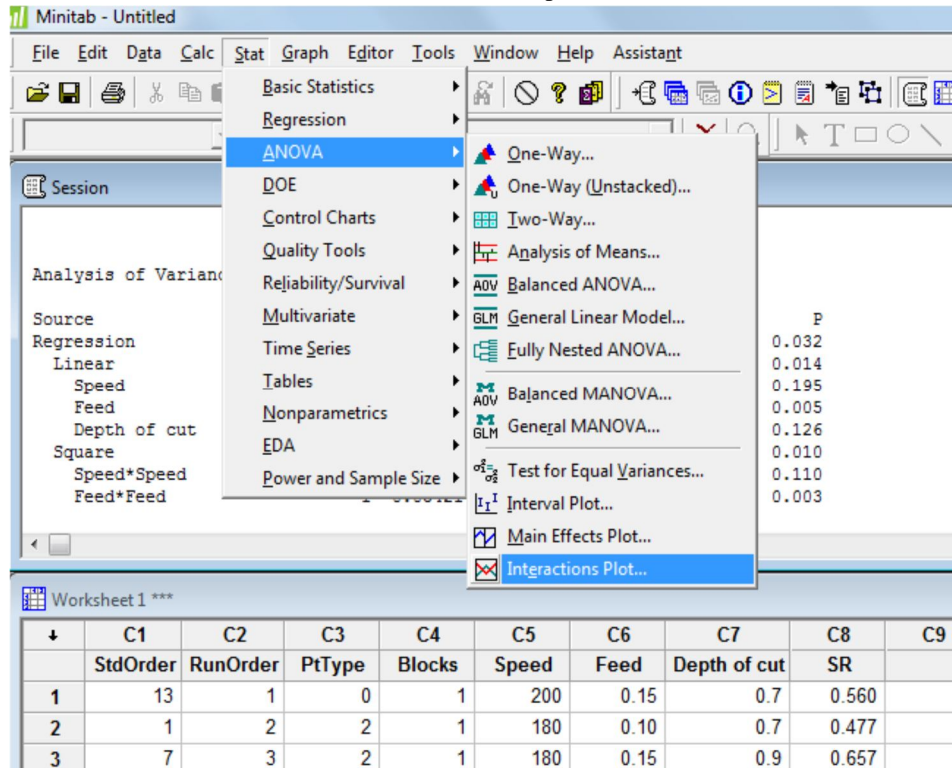 Minitab - Untitled
File Edit Data Calc Stat Graph Editor Tools Window Help Assistant
Basic Statistics
Regression
ANOVA
DOE
Control Charts
Quality Tools
Reliability/Survival
Multivariate
Time Series
Tables
Nonparametrics
EDA
Power and Sample Size
One-Way...
One-Way (Unstacked)...
Two-Way...
Analysis of Means...
AOV Balanced ANOVA...
GLM General Linear Model...
Fully Nested ANOVA...
M AOV Balanced MANOVA...
M GLM General MANOVA...
Test for Equal Variances...
Interval Plot...
Main Effects Plot...
Interactions Plot...
Session
Analysis of Varianc
Source P
Regression 0.032
Linear 0.014
Speed 0.195
Feed 0.005
Depth of cut 0.126
Square 0.010
Speed*Speed 0.110
Feed*Feed 0.003
Worksheet 1 ***
C1 C2 C3 C4 C5 C6 C7 C8 C9
StdOrder RunOrder PtType Blocks Speed Feed Depth of cut SR
1 13 1 0 1 200 0.15 0.7 0.560
2 1 2 2 1 180 0.10 0.7 0.477
3 7 3 2 1 180 0.15 0.9 0.657